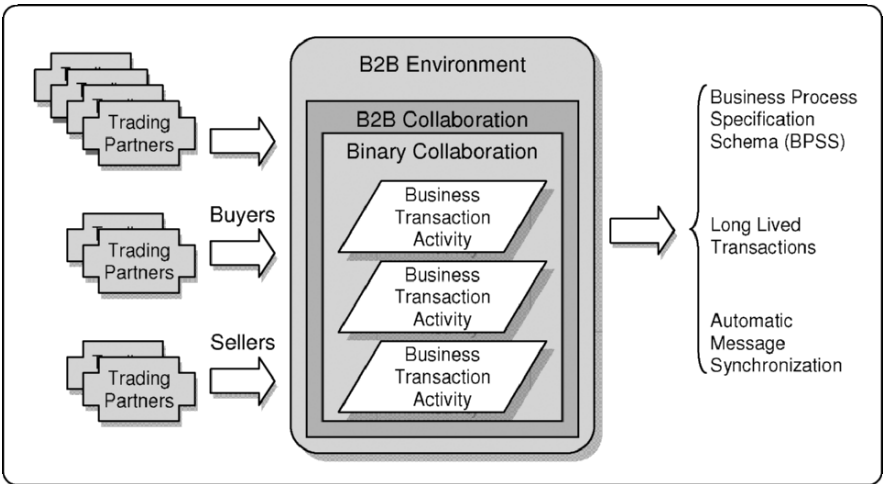 B2B Environment
B2B Collaboration
Binary Collaboration
Trading
Partners
Buyers
Trading
Partners
Sellers
Trading
Partners
Business
Transaction
Activity
Business
Transaction
Activity
Business
Transaction
Activity
Business Process
Specification
Schema (BPSS)
Long Lived
Transactions
Automatic
Message
Synchronization